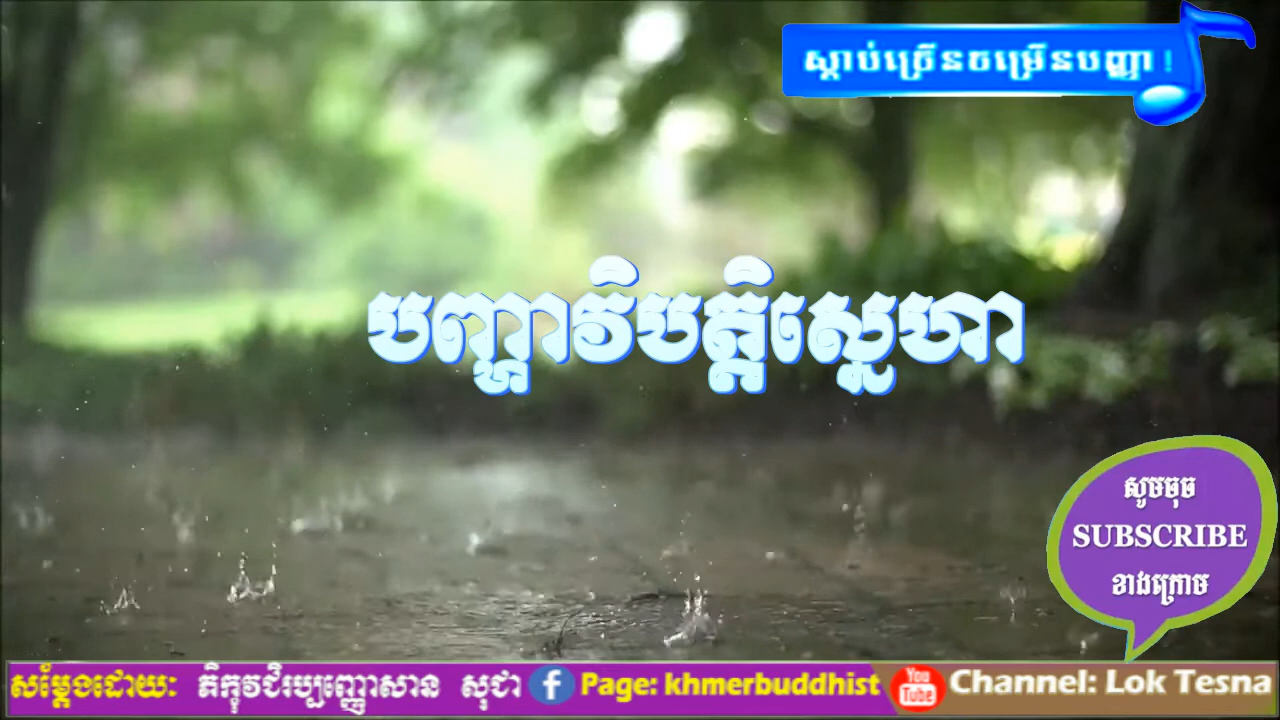 ស្តាប់ច្រើនចម្រើនបញ្ញា !
បញ្ហាវិបត្តិស្នេហា
សូមចុច
SUBSCRIBE
ខាងក្រោម
សម្តែងដោយ: ភិក្ខុវជិរប្បញ្ញោសាន សុជា Page: khmerbuddhist You Tube Channel: Lok Tesna